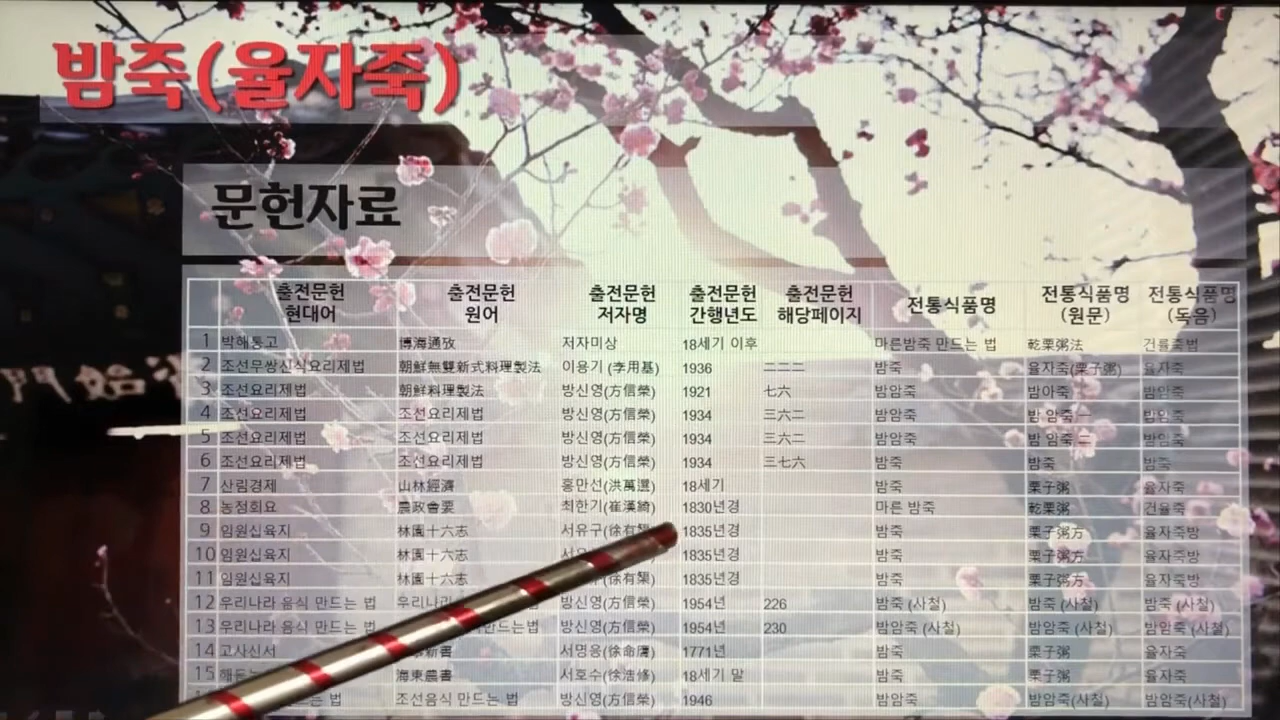 밤죽(율자죽)
문헌자료
출전문헌 현대어 출전문헌 원어 출전문헌 저자명 출전문헌 간행년도 출전문헌 해당페이지 전통식품명 전통식품명 (원문) 전통식품명 (독음)
1 박해통고 博海通攷 저자미상 18세기 이후 마른밤죽 만드는 법 乾栗粥法 건률죽법
2 조선무쌍신식요리제법 朝鮮無雙新式料理製法 이용기 (李用基) 1936 二二二 밤죽 율자죽(栗子粥) 율자죽
3 조선요리제법 朝鮮料理製法 방신영(方信榮) 1921 七六 밤암죽 밤아죽 밤암죽
4 조선요리제법 조선요리제법 방신영(方信榮) 1934 三六二 밤암죽 밤 암죽 一 밤암죽
5 조선요리제법 조선요리제법 방신영(方信榮) 1934 三六二 밤암죽 밤 암죽 二 밤암죽
6 조선요리제법 조선요리제법 방신영(方信榮) 1934 三七六 밤죽 밤죽 밤죽
7 산림경제 山林經濟 홍만선(洪萬選) 18세기 밤죽 栗子粥 율자죽
8 농정회요 農政會要 최한기(崔漢綺) 1830년경 마른 밤죽 乾栗粥 건율죽
9 임원십육지 林園十六志 서유구(徐有 1835년경 밤죽 栗子粥方 율자죽방
10 임원십육지 林園十六志 1835년경 밤죽 栗子粥方 율자죽방
11 임원십육지 林園十六志 (徐有榘) 1835년경 밤죽 栗子粥方 율자죽방
12 우리나라 음식 만드는 법 우리나라 방신영(方信榮) 1954년 226 밤죽 (사철) 밤죽 (사철) 밤죽 (사철)
13 우리나라 음식 만드는 법 만드는법 방신영(方信榮) 1954년 230 밤암죽 (사철) 밤암죽 (사철) 밤암죽 (사철)
14 고사신서 新書 서명응(徐命膺) 1771년 밤죽 栗子粥 율자죽
15 해동농 海東農書 서호수(徐浩修) 18세기 말 밤죽 栗子粥 율자죽
드는 법 조선음식 만드는 법 방신영(方信榮) 1946 밤암죽 밤암죽(사철) 밤암죽(사철)